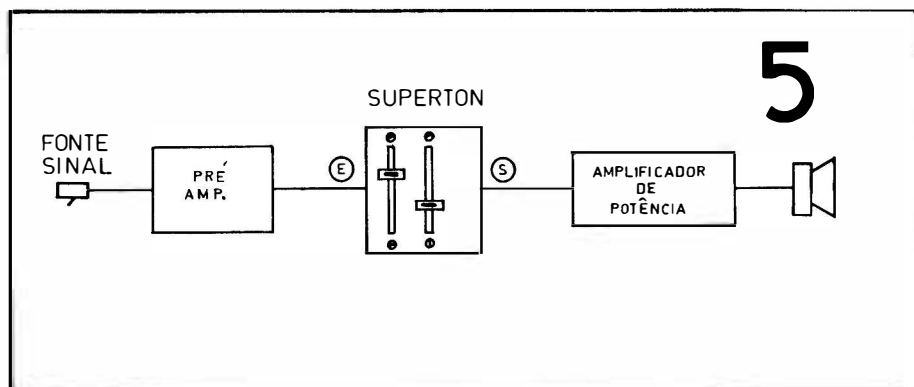 5
SUPERTON
FONTE
SINAL
PRÉ
AMP.
E
S
AMPLIFICADOR
DE
POTÊNCIA